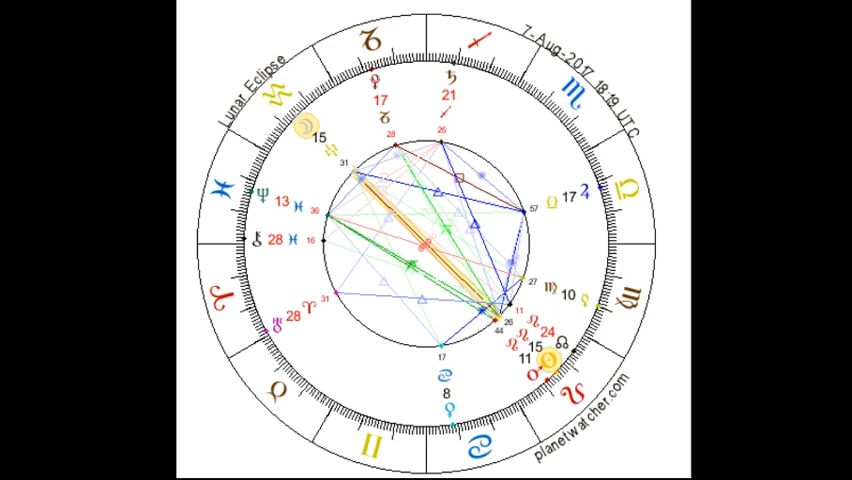 Lunar Eclipse
7-Aug-2017 18:19 UTC
♑
♐
♏
♒
♎
♓
♍
♈
♌
♉
♊
♋
♇
17
♑
28
♄
21
♐
26
☽
15
♒
31
♆ 13 ♓ 36
⚷ 28 ♓ 16
♅ 28 ♈ 31
57 ♎ 17 ♃
27 ♍ 10 ☿
11 ♌ 24 ☊
26 ♌ 15 ☉
44 ♌ 11 ♂
17
♋
8
♀
planetwatcher.com